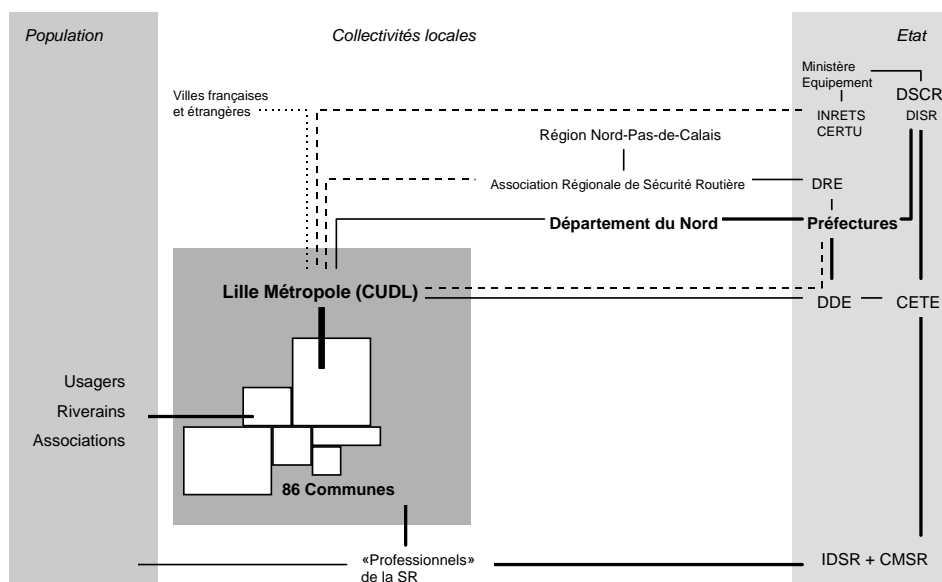 Population
Collectivités locales
Etat
Ministère
Equipement
DSCR
Villes françaises
et étrangères
INRETS
CERTU
DISR
Région Nord-Pas-de-Calais
Association Régionale de Sécurité Routière
DRE
Département du Nord
Préfectures
Lille Métropole (CUDL)
DDE
CETE
Usagers
Riverains
Associations
86 Communes
«Professionnels»
de la SR
IDSR + CMSR